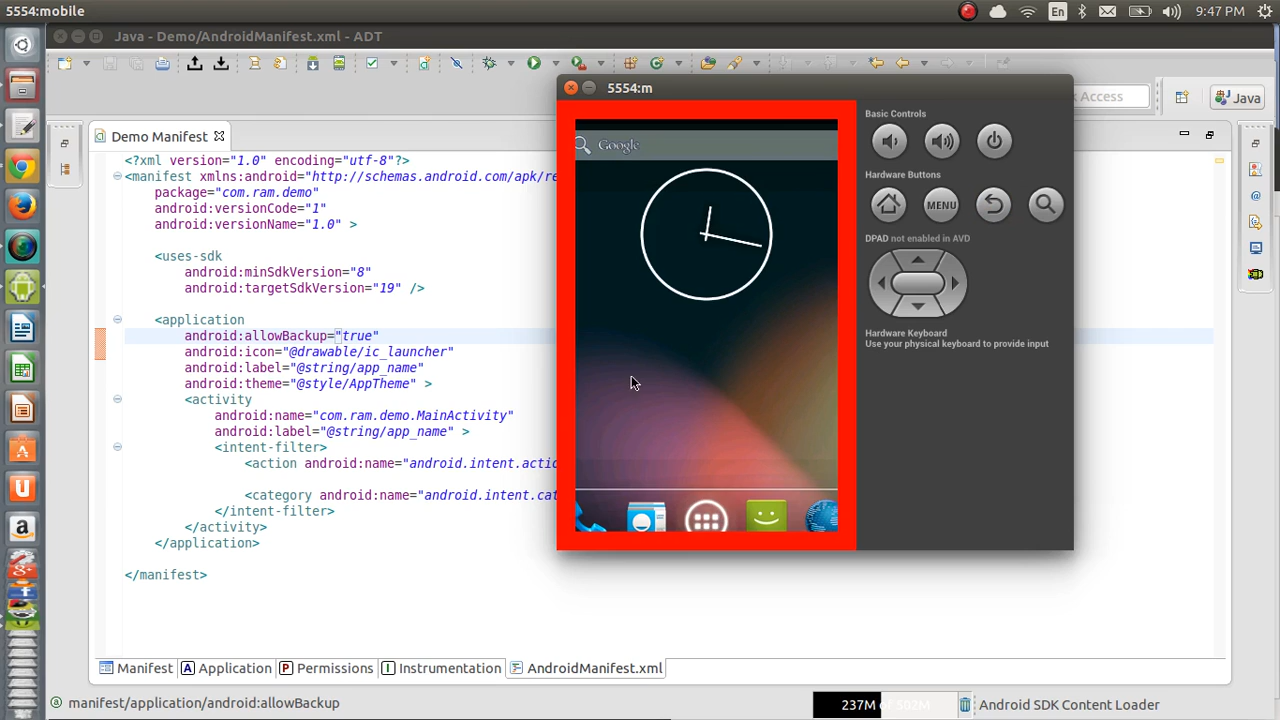 5554:mobile
En
9:47 PM
Java - Demo/AndroidManifest.xml - ADT
Access
Java
Demo Manifest
<?xml version="1.0" encoding="utf-8"?>
<manifest xmlns:android="http://schemas.android.com/apk/re
package="com.ram.demo"
android:versionCode="1"
android:versionName="1.0" >
<uses-sdk
android:minSdkVersion="8"
android:targetSdkVersion="19" />
<application
android:allowBackup="true"
android:icon="@drawable/ic_launcher"
android:label="@string/app_name"
android:theme="@style/AppTheme" >
<activity
android:name="com.ram.demo.MainActivity"
android:label="@string/app_name" >
<intent-filter>
<action android:name="android.intent.actic
<category android:name="android.intent.cat
</intent-filter>
</activity>
</application>
</manifest>
5554:m
Google
Basic Controls
Hardware Buttons
MENU
DPAD not enabled in AVD
Hardware Keyboard
Use your physical keyboard to provide input
Manifest
A Application
P Permissions
I Instrumentation
AndroidManifest.xml
manifest/application/android:allowBackup
237M of 502M
Android SDK Content Loader